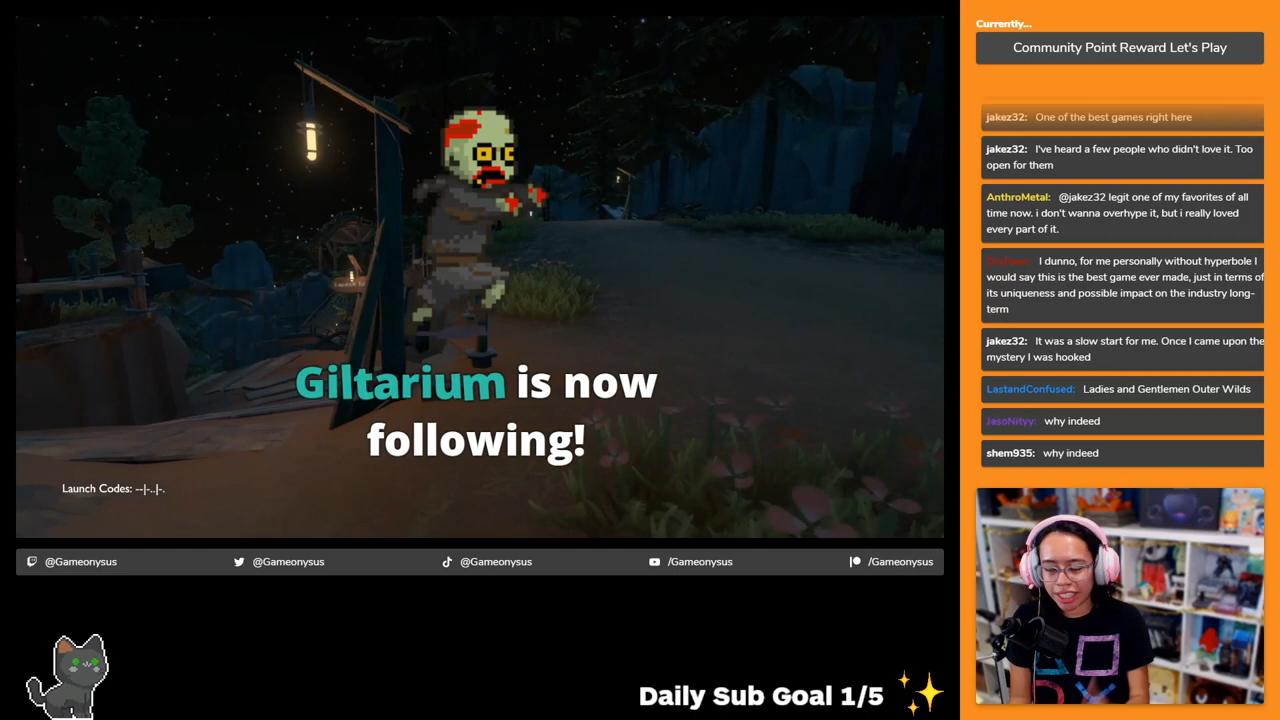 Currently...
Community Point Reward Let's Play
jakez32: One of the best games right here
jakez32: I've heard a few people who didn't love it. Too
open for them
AnthroMetal: @jakez32 legit one of my favorites of all
time now. i don't wanna overhype it, but i really loved
every part of it.
I dunno, for me personally without hyperbole I
would say this is the best game ever made, just in terms of
its uniqueness and possible impact on the industry long-
term
jakez32: It was a slow start for me. Once I came upon the
mystery I was hooked
LastandConfused: Ladies and Gentlemen Outer Wilds
JasoNityy: why indeed
shem935: why indeed
Giltarium is now
following!
Launch Codes: --|-..|-.
@Gameonysus
@Gameonysus
@Gameonysus
/Gameonysus
/Gameonysus
Daily Sub Goal 1/5